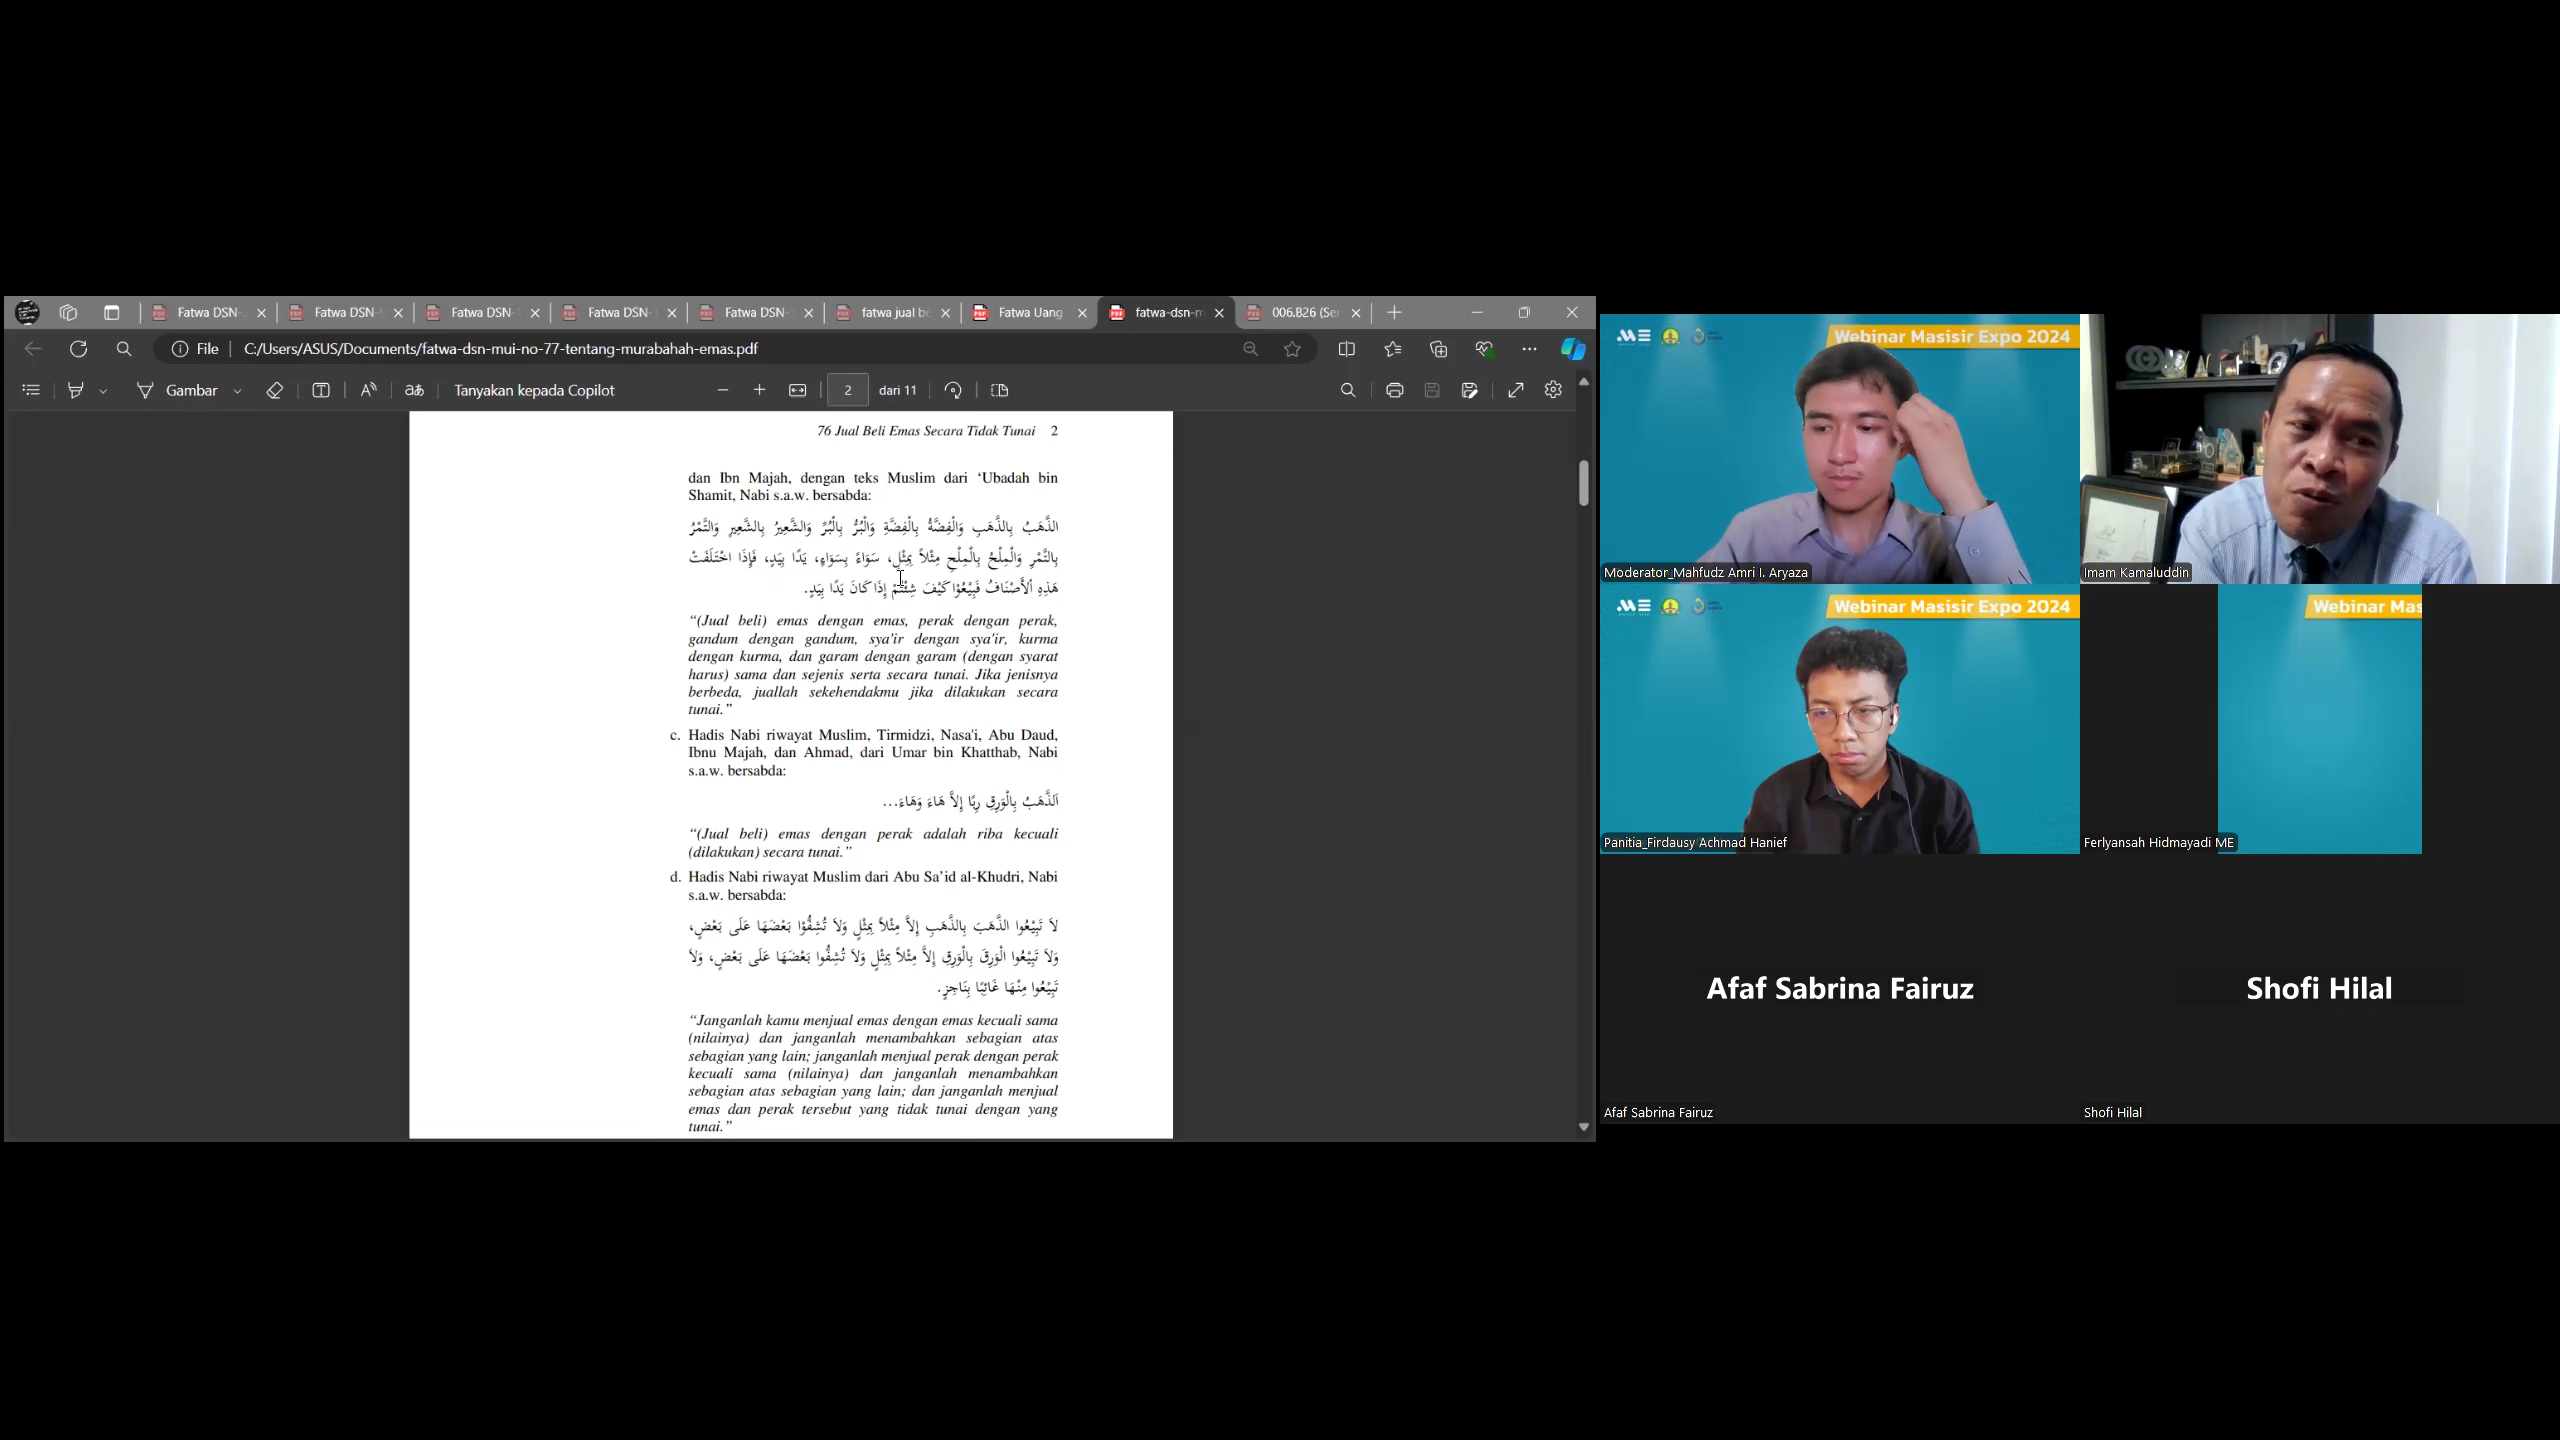 Fatwa DSN-
Fatwa DSN-
Fatwa DSN-
Fatwa DSN-
Fatwa DSN-
fatwa jual be
Fatwa Uang
fatwa-dsn-m
006.B26 (Se
File
C:/Users/ASUS/Documents/fatwa-dsn-mui-no-77-tentang-murabahah-emas.pdf
Gambar
Tanyakan kepada Copilot
2
dari 11
76 Jual Beli Emas Secara Tidak Tunai 2
dan Ibn Majah, dengan teks Muslim dari ‘Ubadah bin
Shamit, Nabi s.a.w. bersabda:
الذَّهَبُ بِالذَّهَبِ وَالْفِضَّةُ بِالْفِضَّةِ وَالْبُرُّ بِالْبُرِّ وَالشَّعِيْرُ بِالشَّعِيرِ وَالتَّمْرُ
بِالتَّمْرِ وَالْمِلْحُ بِالْمِلْحِ مِثْلاً بِمِثْلٍ، سَوَاءً بِسَوَاءٍ، يَدًا بِيَدٍ، فَإِذَا اخْتَلَفَتْ
هَذِهِ اْلأَصْنَافُ فَبِيْعُوْا كَيْفَ شِئْتُمْ إِذَا كَانَ يَدًا بِيَدٍ.
“(Jual beli) emas dengan emas, perak dengan perak,
gandum dengan gandum, sya'ir dengan sya'ir, kurma
dengan kurma, dan garam dengan garam (dengan syarat
harus) sama dan sejenis serta secara tunai. Jika jenisnya
berbeda, juallah sekehendakmu jika dilakukan secara
tunai.”
c. Hadis Nabi riwayat Muslim, Tirmidzi, Nasa'i, Abu Daud,
Ibnu Majah, dan Ahmad, dari Umar bin Khatthab, Nabi
s.a.w. bersabda:
اَلذَّهَبُ بِالْوَرِقِ رِبًا إِلاَّ هَاءَ وَهَاءَ...
“(Jual beli) emas dengan perak adalah riba kecuali
(dilakukan) secara tunai.”
d. Hadis Nabi riwayat Muslim dari Abu Sa’id al-Khudri, Nabi
s.a.w. bersabda:
لاَ تَبِيْعُوا الذَّهَبَ بِالذَّهَبِ إِلاَّ مِثْلاً بِمِثْلٍ وَلاَ تُشِفُّوْا بَعْضَهَا عَلَى بَعْضٍ،
وَلاَ تَبِيْعُوا الْوَرِقَ بِالْوَرِقِ إِلاَّ مِثْلاً بِمِثْلٍ وَلاَ تُشِفُّوا بَعْضَهَا عَلَى بَعْضٍ، وَلاَ
تَبِيْعُوا مِنْهَا غَائِبًا بِنَاجِزٍ.
“Janganlah kamu menjual emas dengan emas kecuali sama
(nilainya) dan janganlah menambahkan sebagian atas
sebagian yang lain; janganlah menjual perak dengan perak
kecuali sama (nilainya) dan janganlah menambahkan
sebagian atas sebagian yang lain; dan janganlah menjual
emas dan perak tersebut yang tidak tunai dengan yang
tunai.”
Webinar Masisir Expo 2024
Moderator_Mahfudz Amri I. Aryaza
Imam Kamaluddin
Webinar Masisir Expo 2024
Panitia_Firdausy Achmad Hanief
Webinar Mas
Ferlyansah Hidmayadi ME
Afaf Sabrina Fairuz
Afaf Sabrina Fairuz
Shofi Hilal
Shofi Hilal